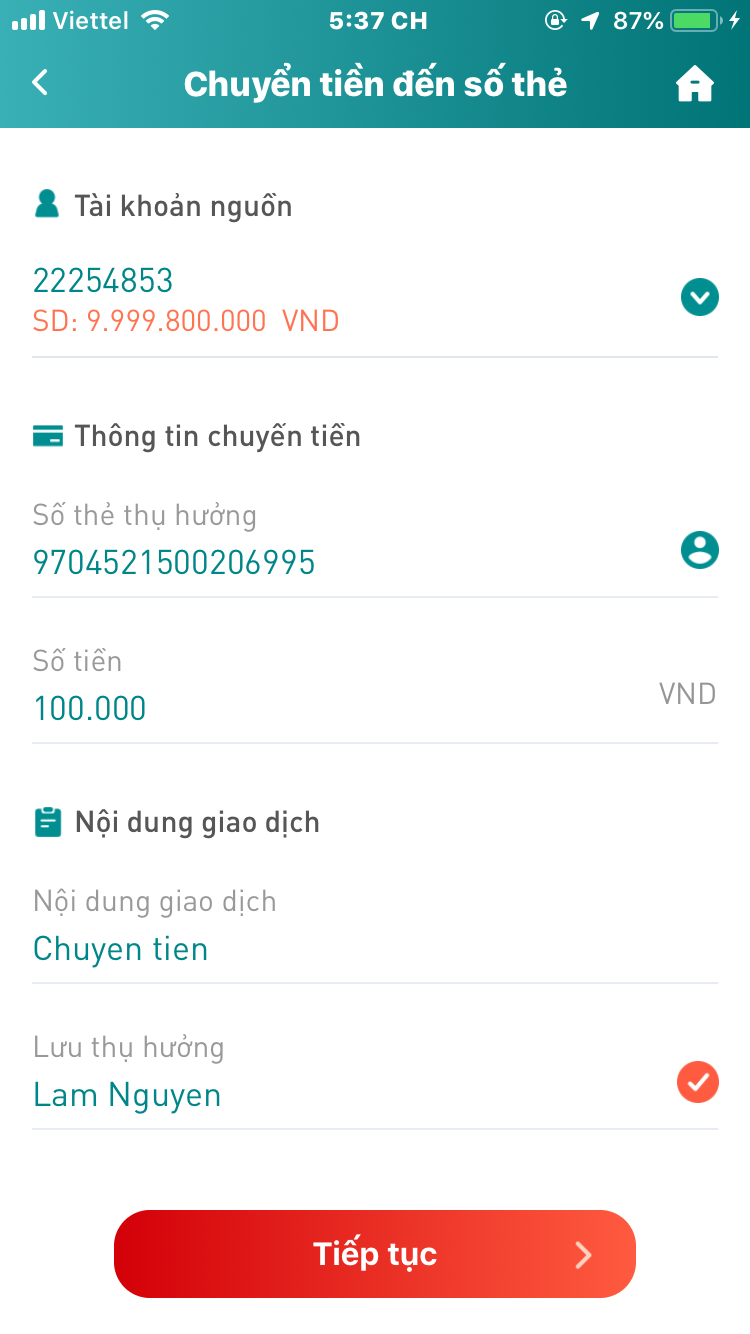 Viettel 5:37 CH 87%
Chuyển tiền đến số thẻ
Tài khoản nguồn
22254853
SD: 9.999.800.000 VND
Thông tin chuyển tiền
Số thẻ thụ hưởng
9704521500206995
Số tiền
100.000 VND
Nội dung giao dịch
Nội dung giao dịch
Chuyen tien
Lưu thụ hưởng
Lam Nguyen
Tiếp tục